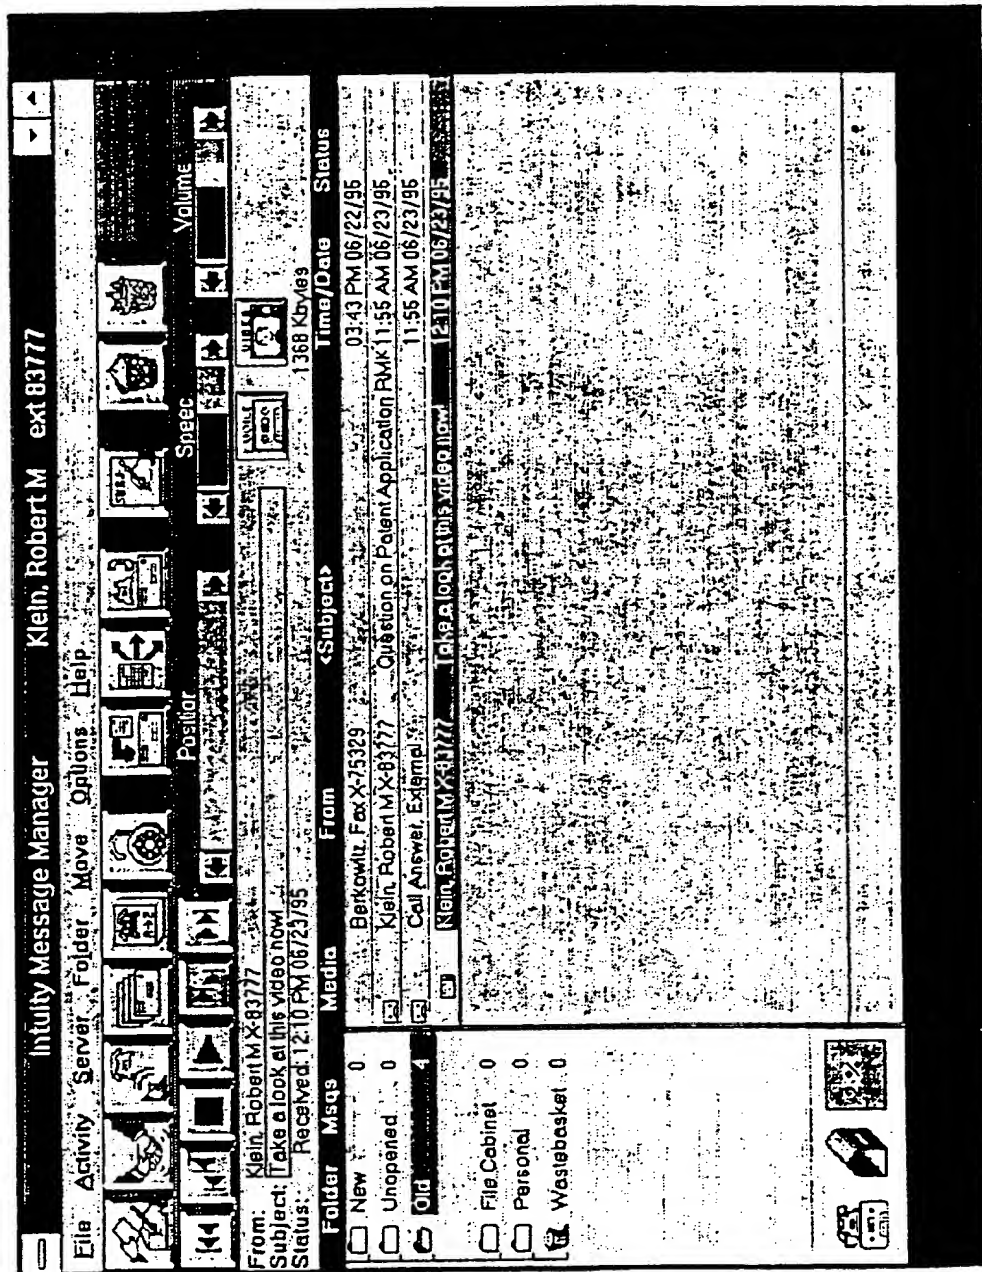 Intuity Message Manager Klein, Robert M ext 83777
File Activity Server Folder Move Options Help
Position Speed Volume
From: Klein, Robert M X-83777
Subject: Take a look at this video now!
Status: Received: 12:10 PM 06/23/95 1368 Kbytes
VIDEO
Folder Msgs Media From <Subject> Time/Date Status
New 0
Unopened 0
Old 4
File Cabinet 0
Personal 0
Wastebasket 0
Berkowitz, Fax X-75329 03:43 PM 06/22/95
Klein, Robert M X-83777 Question on Patent Application RMK 11:55 AM 06/23/95
Call Answer, External 11:56 AM 06/23/95
Klein, Robert M X-83777 Take a look at this video now! 12:10 PM 06/23/95